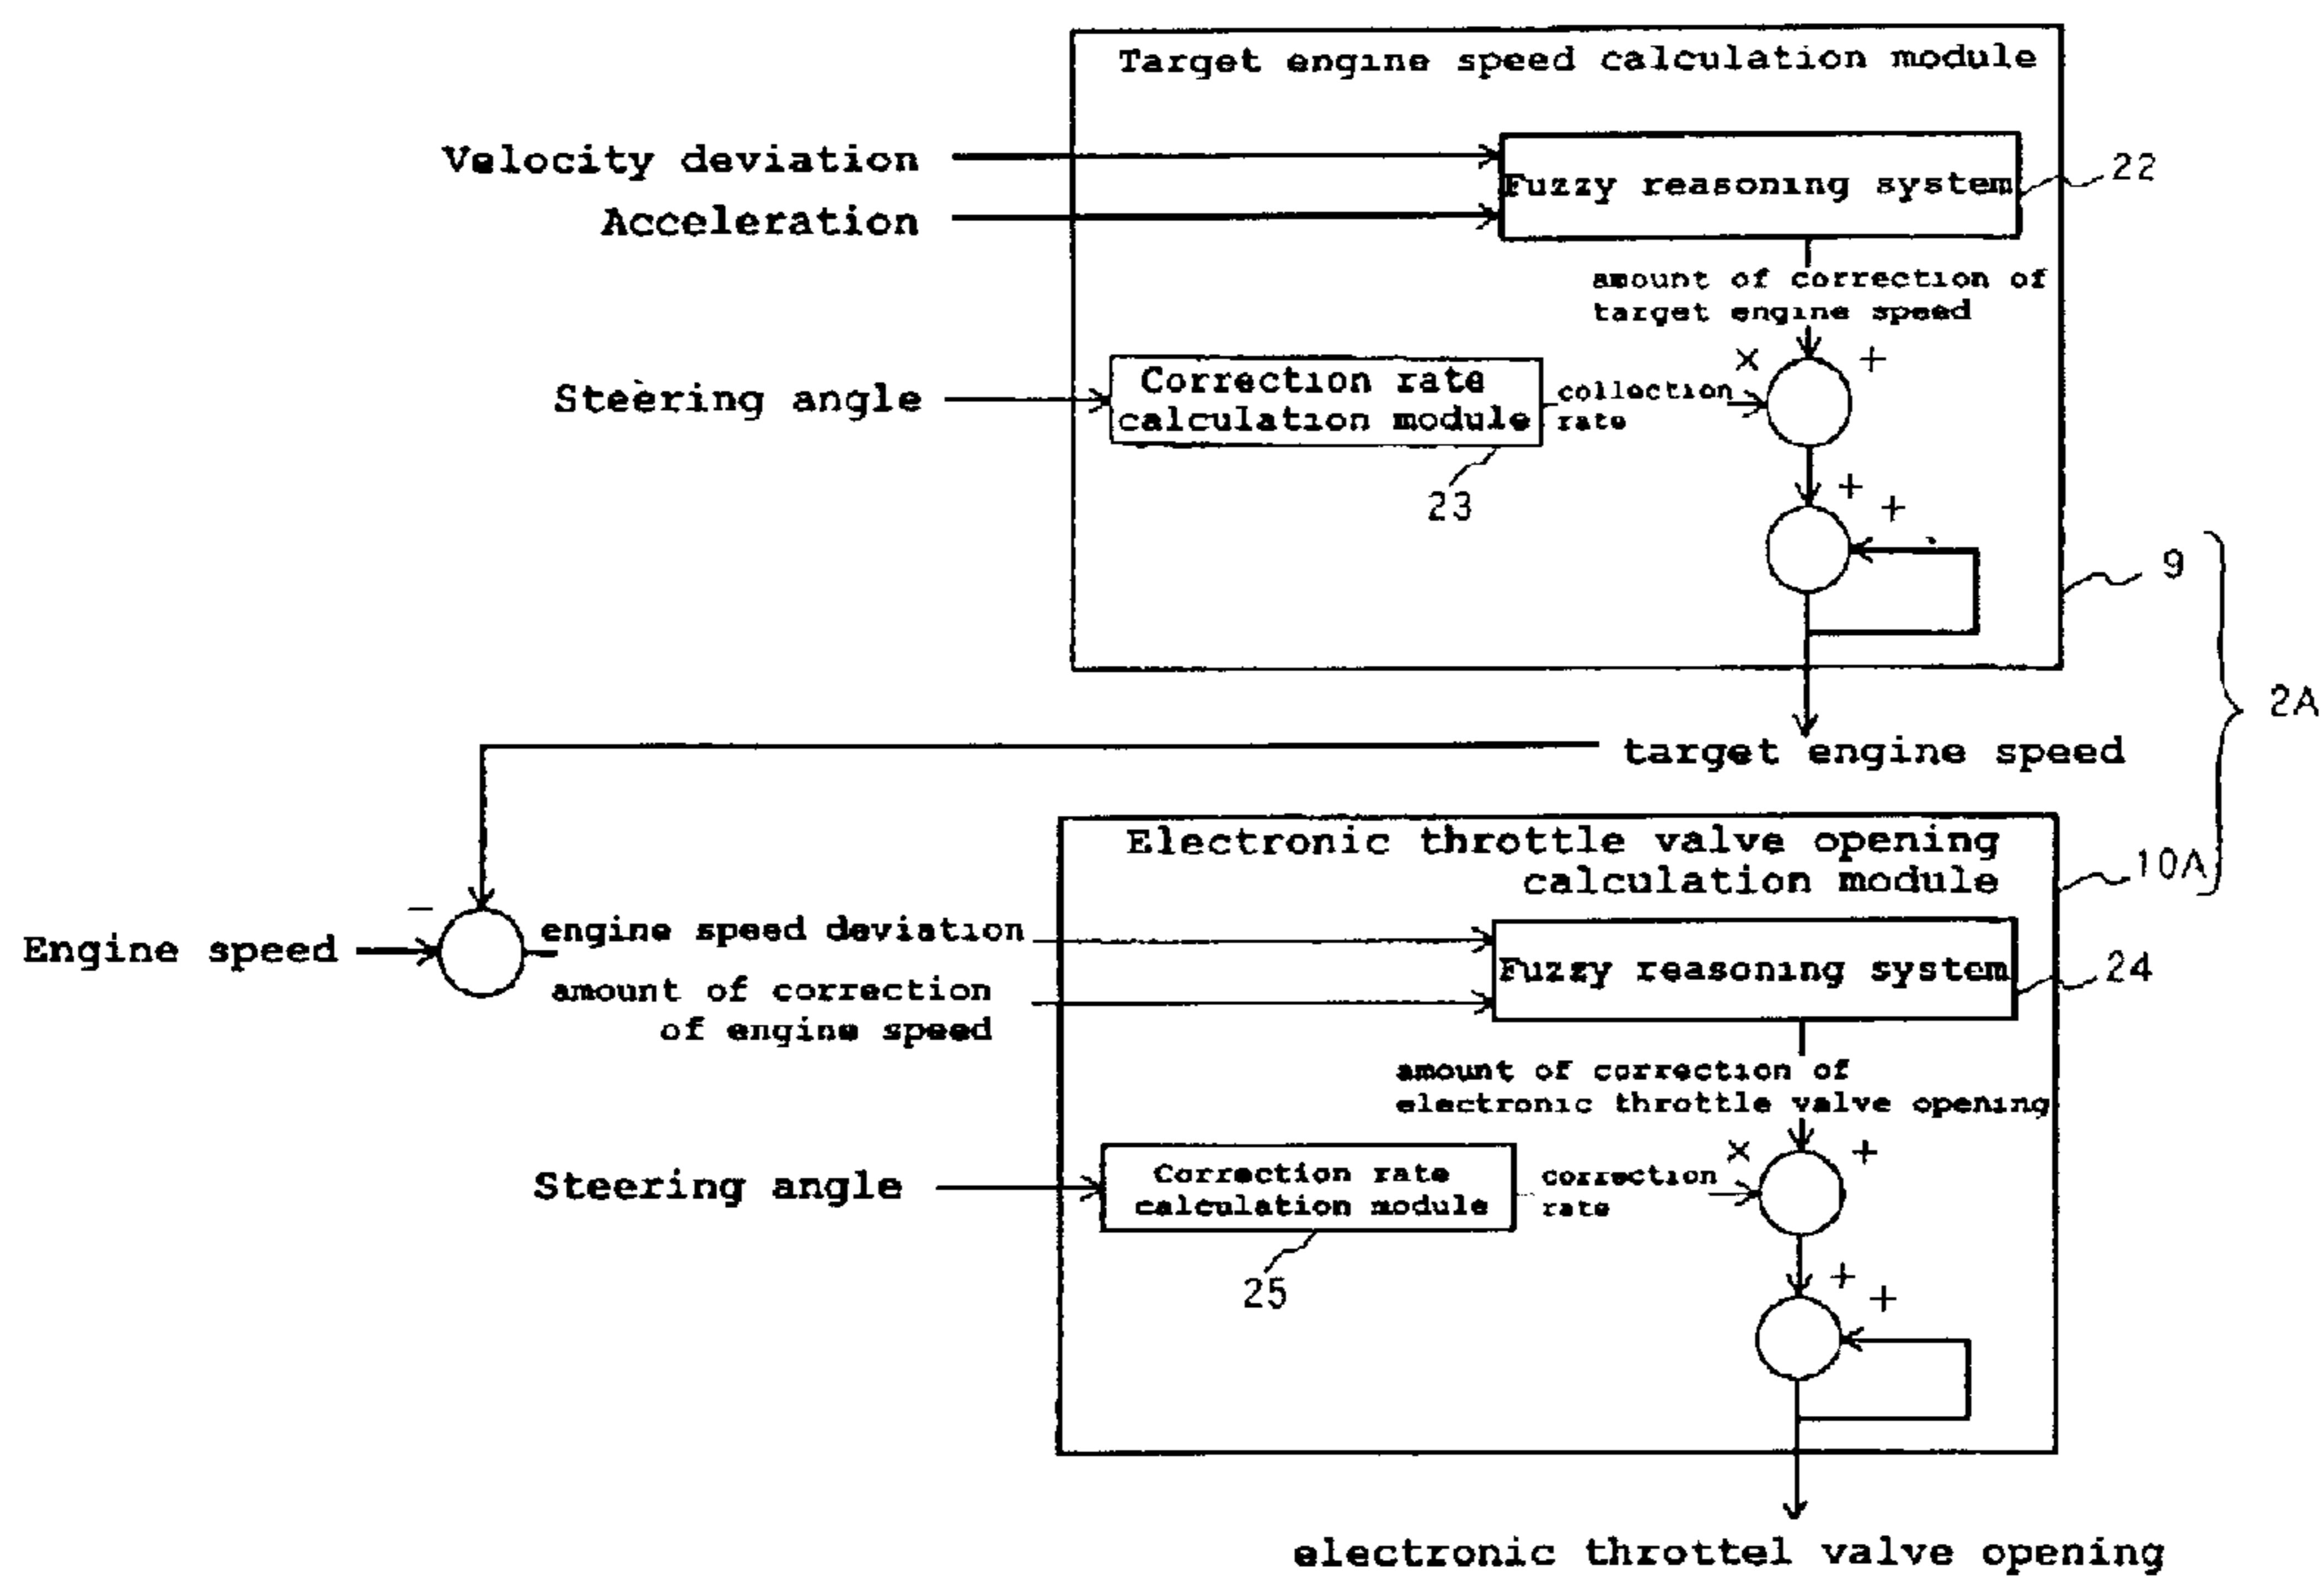 Target engine speed calculation module
Velocity deviation
Fuzzy reasoning system
22
Acceleration
amount of correction of
target engine speed
× +
Steering angle
Correction rate
calculation module
collection
rate
23
+
+
9
2A
target engine speed
Electronic throttle valve opening
calculation module
10A
−
Engine speed
engine speed deviation
amount of correction
of engine speed
Fuzzy reasoning system
24
amount of correction of
electronic throttle valve opening
× +
Steering angle
Correction rate
calculation module
correction
rate
25
+
+
electronic throttel valve opening